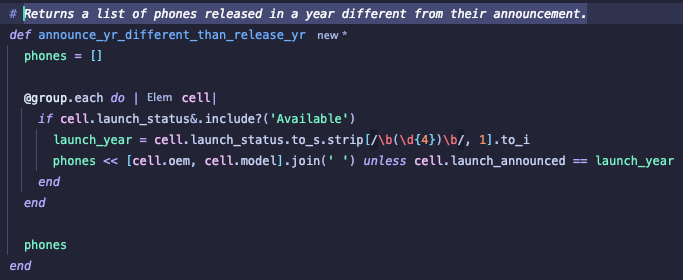 # Returns a list of phones released in a year different from their announcement.
def announce_yr_different_than_release_yr new *
phones = []
@group.each do | Elem cell|
if cell.launch_status&.include?('Available')
launch_year = cell.launch_status.to_s.strip[/\b(\d{4})\b/, 1].to_i
phones << [cell.oem, cell.model].join(' ') unless cell.launch_announced == launch_year
end
end
phones
end